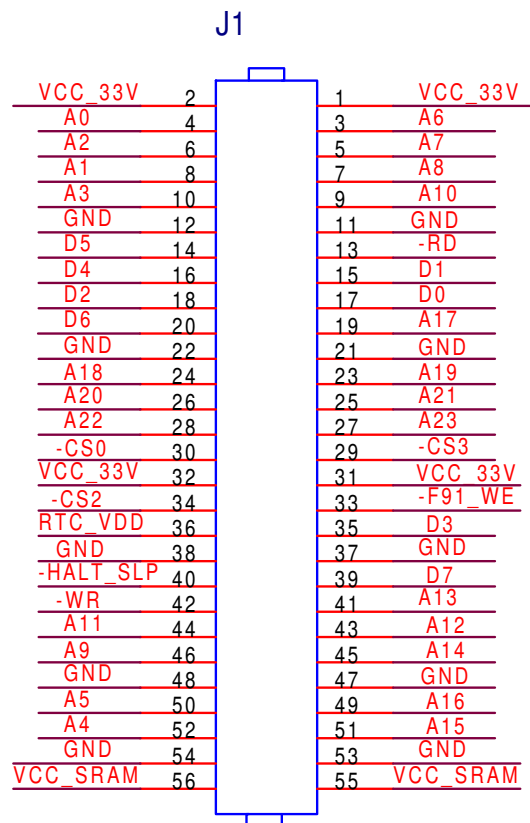 J1
VCC_33V 2 1 VCC_33V
A0 4 3 A6
A2 6 5 A7
A1 8 7 A8
A3 10 9 A10
GND 12 11 GND
D5 14 13 -RD
D4 16 15 D1
D2 18 17 D0
D6 20 19 A17
GND 22 21 GND
A18 24 23 A19
A20 26 25 A21
A22 28 27 A23
-CS0 30 29 -CS3
VCC_33V 32 31 VCC_33V
-CS2 34 33 -F91_WE
RTC_VDD 36 35 D3
GND 38 37 GND
-HALT_SLP 40 39 D7
-WR 42 41 A13
A11 44 43 A12
A9 46 45 A14
GND 48 47 GND
A5 50 49 A16
A4 52 51 A15
GND 54 53 GND
VCC_SRAM 56 55 VCC_SRAM